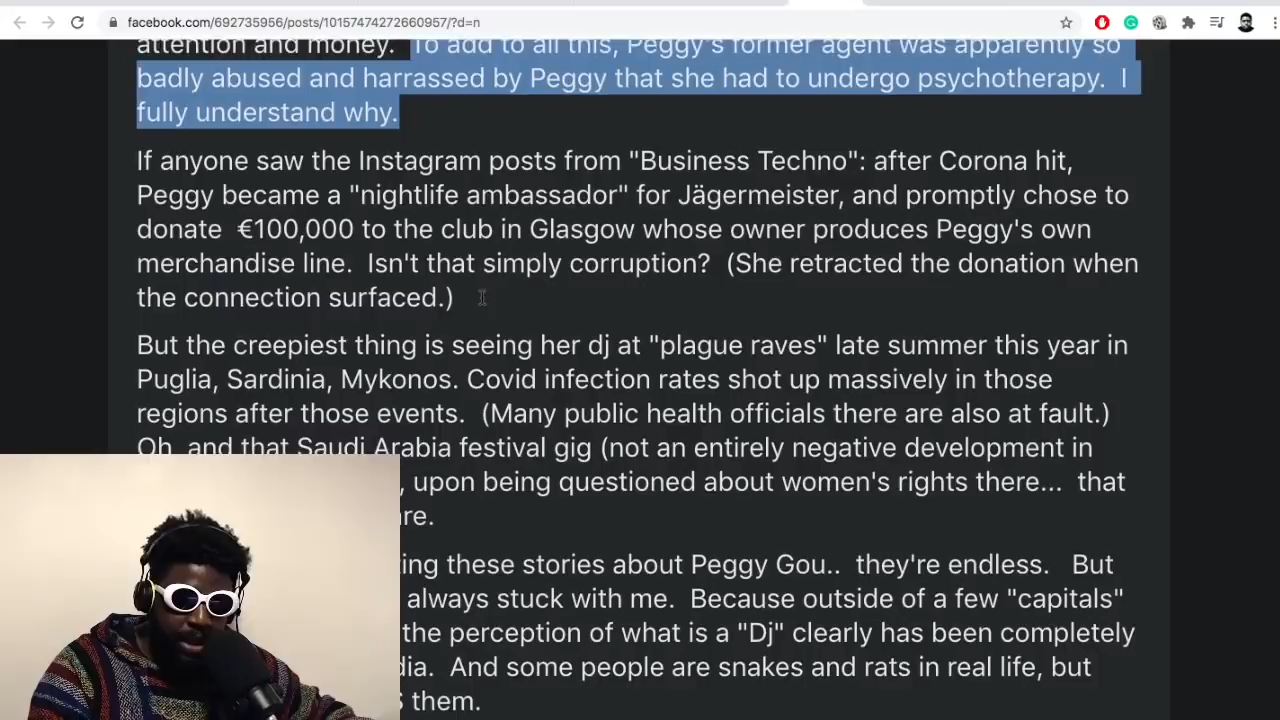 facebook.com/692735956/posts/10157474272660957/?d=n
attention and money. To add to all this, Peggy's former agent was apparently so
badly abused and harrassed by Peggy that she had to undergo psychotherapy. I
fully understand why.
If anyone saw the Instagram posts from "Business Techno": after Corona hit,
Peggy became a "nightlife ambassador" for Jägermeister, and promptly chose to
donate €100,000 to the club in Glasgow whose owner produces Peggy's own
merchandise line. Isn't that simply corruption? (She retracted the donation when
the connection surfaced.)
But the creepiest thing is seeing her dj at "plague raves" late summer this year in
Puglia, Sardinia, Mykonos. Covid infection rates shot up massively in those
regions after those events. (Many public health officials there are also at fault.)
Oh, and that Saudi Arabia festival gig (not an entirely negative development in
, upon being questioned about women's rights there... that
are.
ing these stories about Peggy Gou.. they're endless. But
always stuck with me. Because outside of a few "capitals"
the perception of what is a "Dj" clearly has been completely
dia. And some people are snakes and rats in real life, but
them.